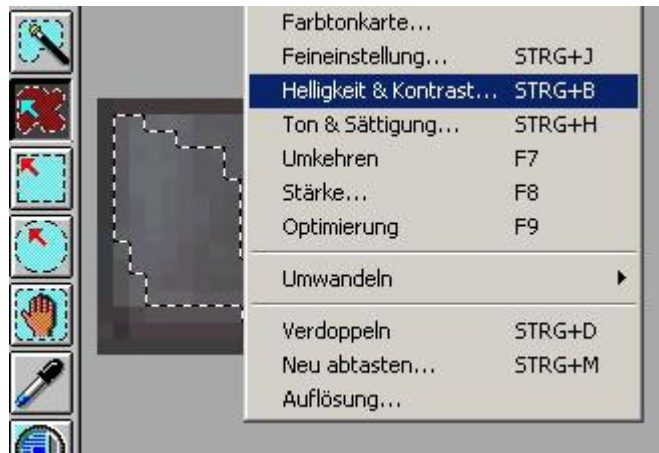 Farbtonkarte...
Feineinstellung... STRG+J
Helligkeit & Kontrast... STRG+B
Ton & Sättigung... STRG+H
Umkehren F7
Stärke... F8
Optimierung F9
Umwandeln
Verdoppeln STRG+D
Neu abtasten... STRG+M
Auflösung...